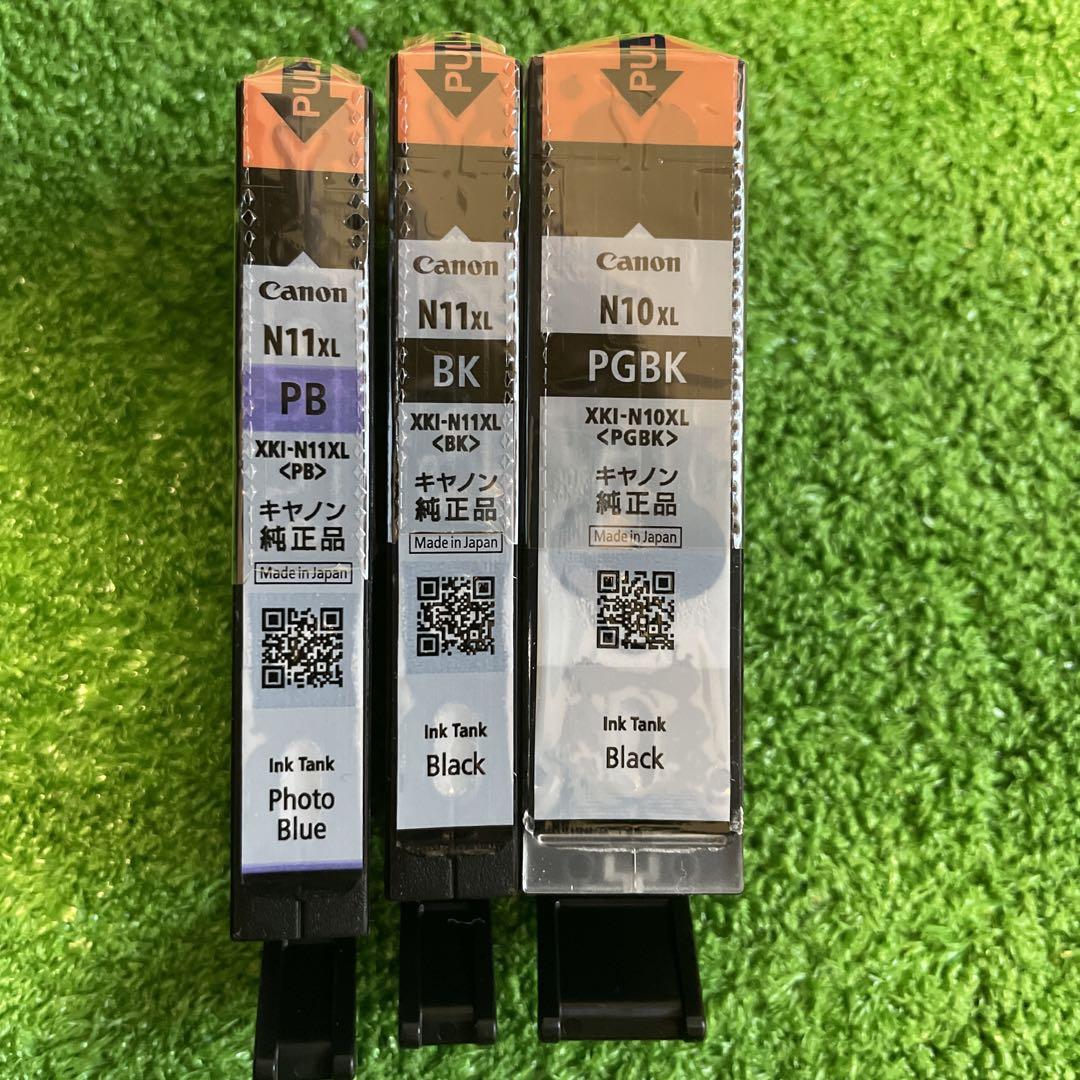 PULL
Canon
N11XL
PB
XKI-N11XL
<PB>
キヤノン
純正品
Made in Japan
Ink Tank
Photo
Blue
PULL
Canon
N11XL
BK
XKI-N11XL
<BK>
キヤノン
純正品
Made in Japan
Ink Tank
Black
PULL
Canon
N10XL
PGBK
XKI-N10XL
<PGBK>
キヤノン
純正品
Made in Japan
Ink Tank
Black